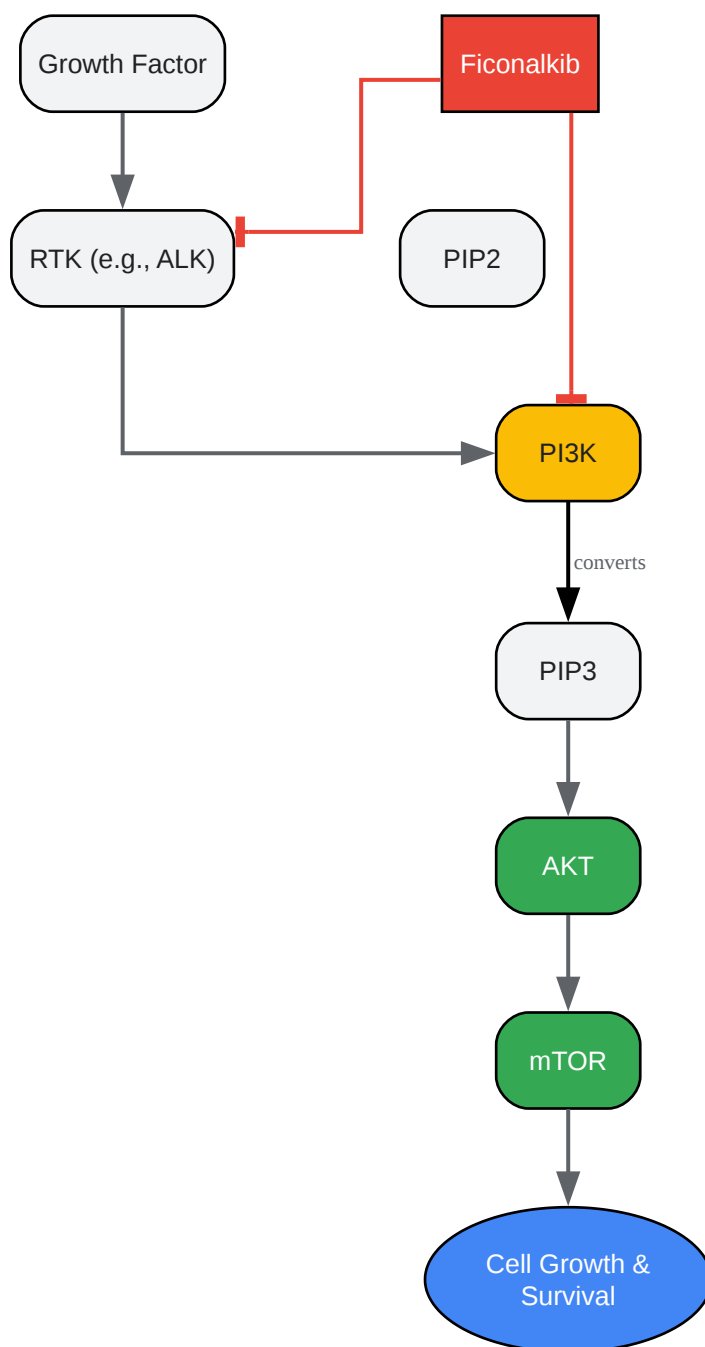 Growth Factor
Ficonalkib
RTK (e.g., ALK)
PIP2
PI3K
converts
PIP3
AKT
mTOR
Cell Growth &
Survival